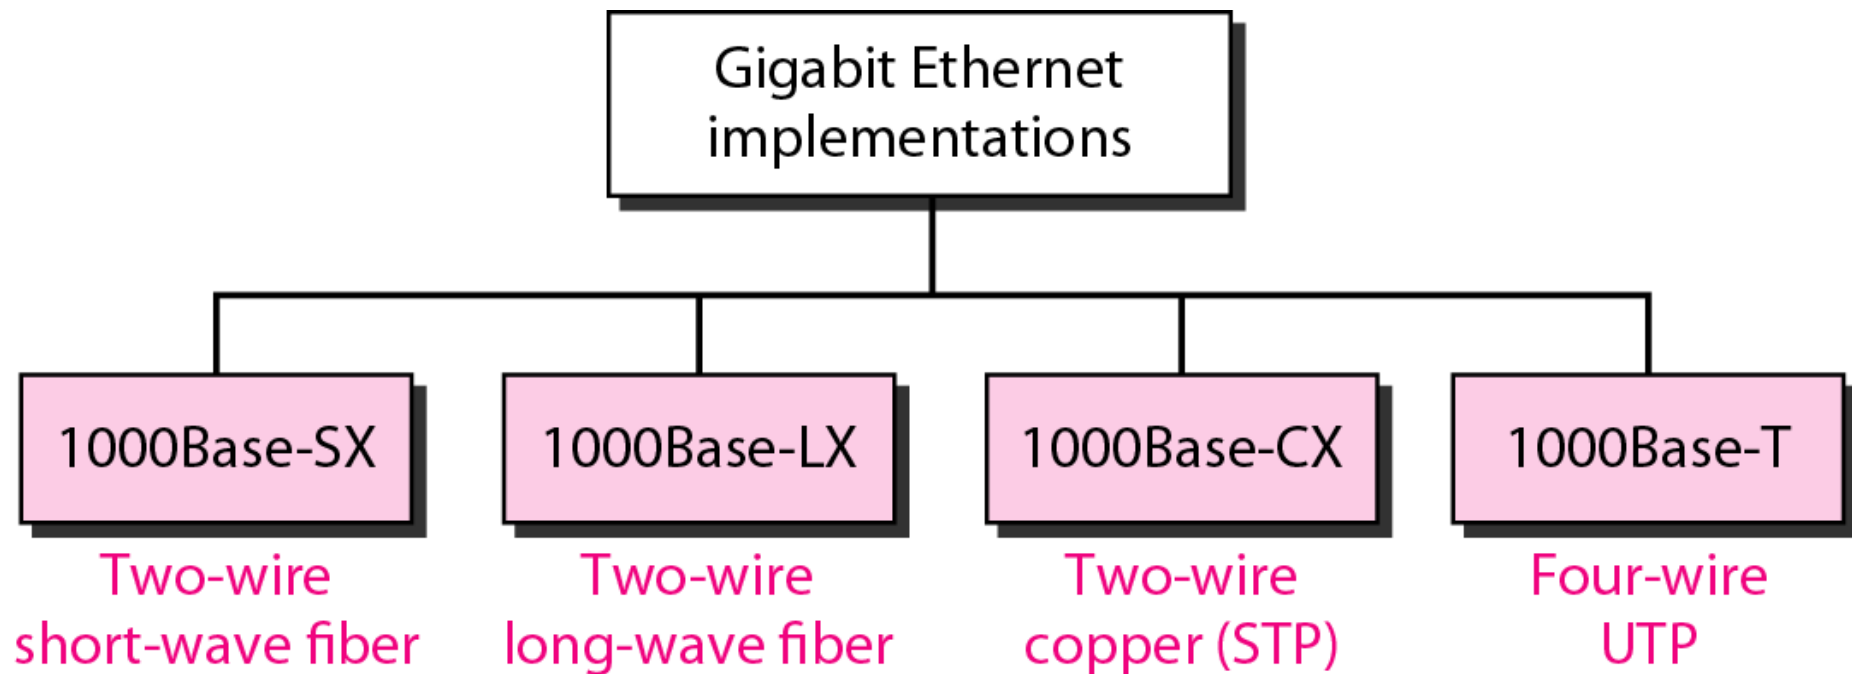 Gigabit Ethernet
implementations
1000Base-SX
1000Base-LX
1000Base-CX
1000Base-T
Two-wire
short-wave fiber
Two-wire
long-wave fiber
Two-wire
copper (STP)
Four-wire
UTP